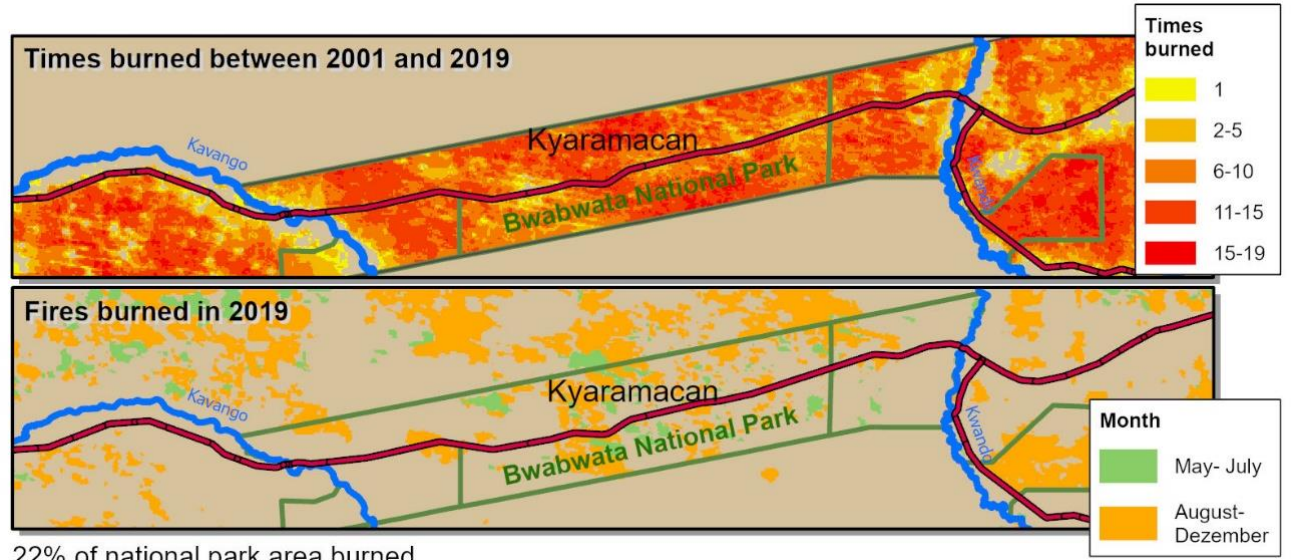 Times burned between 2001 and 2019
Kavango
Kyaramacan
Bwabwata National Park
Times
burned
1
2-5
6-10
11-15
15-19
Fires burned in 2019
Kavango
Kyaramacan
Bwabwata National Park
Kwando
Month
May- July
August-
Dezember
22% of national park area burned